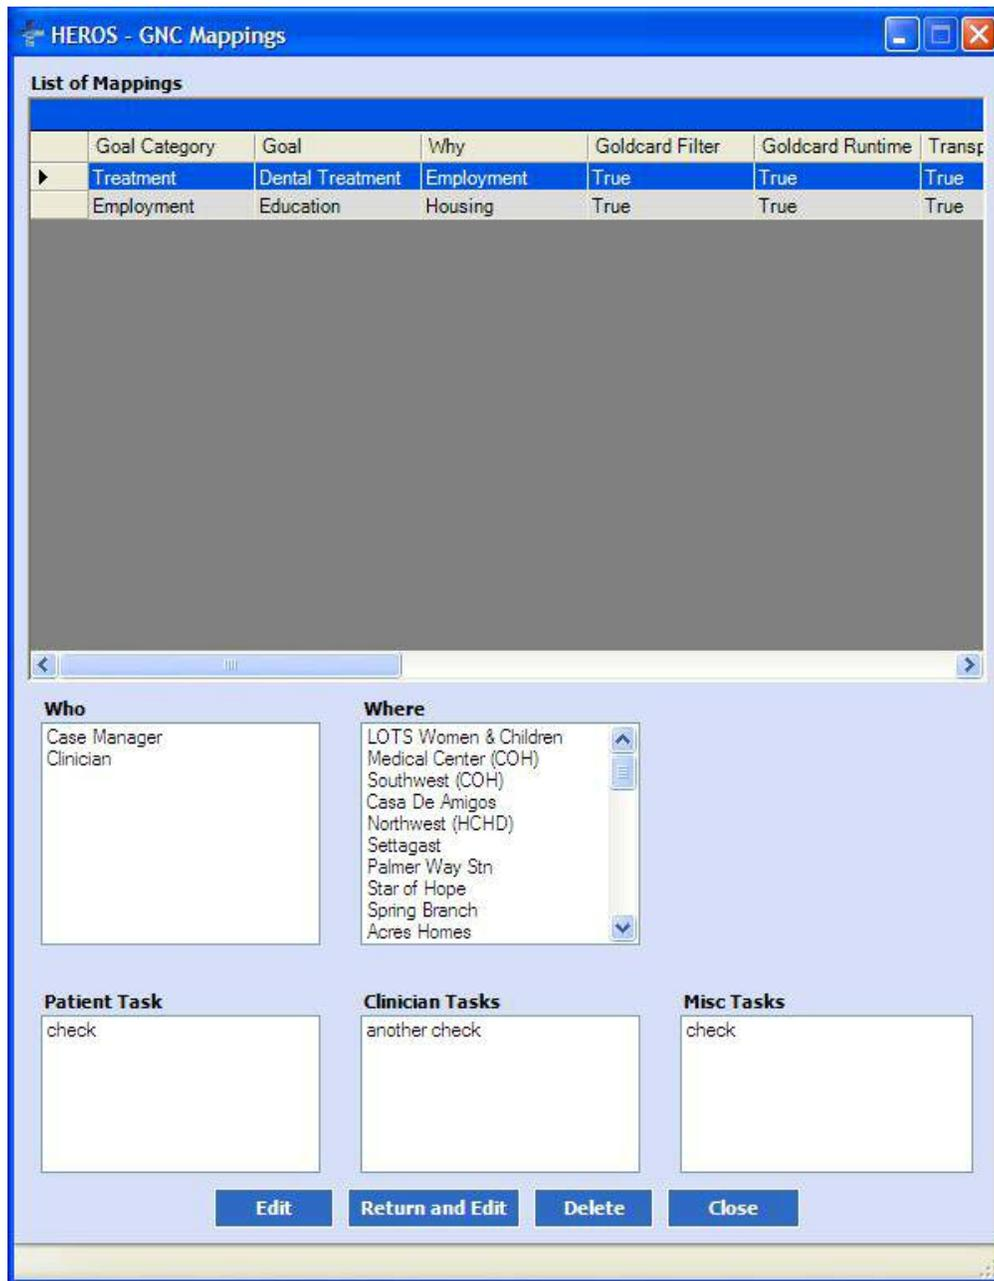 HEROS - GNC Mappings
List of Mappings
Goal Category Goal Why Goldcard Filter Goldcard Runtime Transp
Treatment Dental Treatment Employment True True True
Employment Education Housing True True True
Who Where
Case Manager LOTS Women & Children
Clinician Medical Center (COH)
Southwest (COH)
Casa De Amigos
Northwest (HCHD)
Settagast
Palmer Way Stn
Star of Hope
Spring Branch
Acres Homes
Patient Task Clinician Tasks Misc Tasks
check another check check
Edit Return and Edit Delete Close